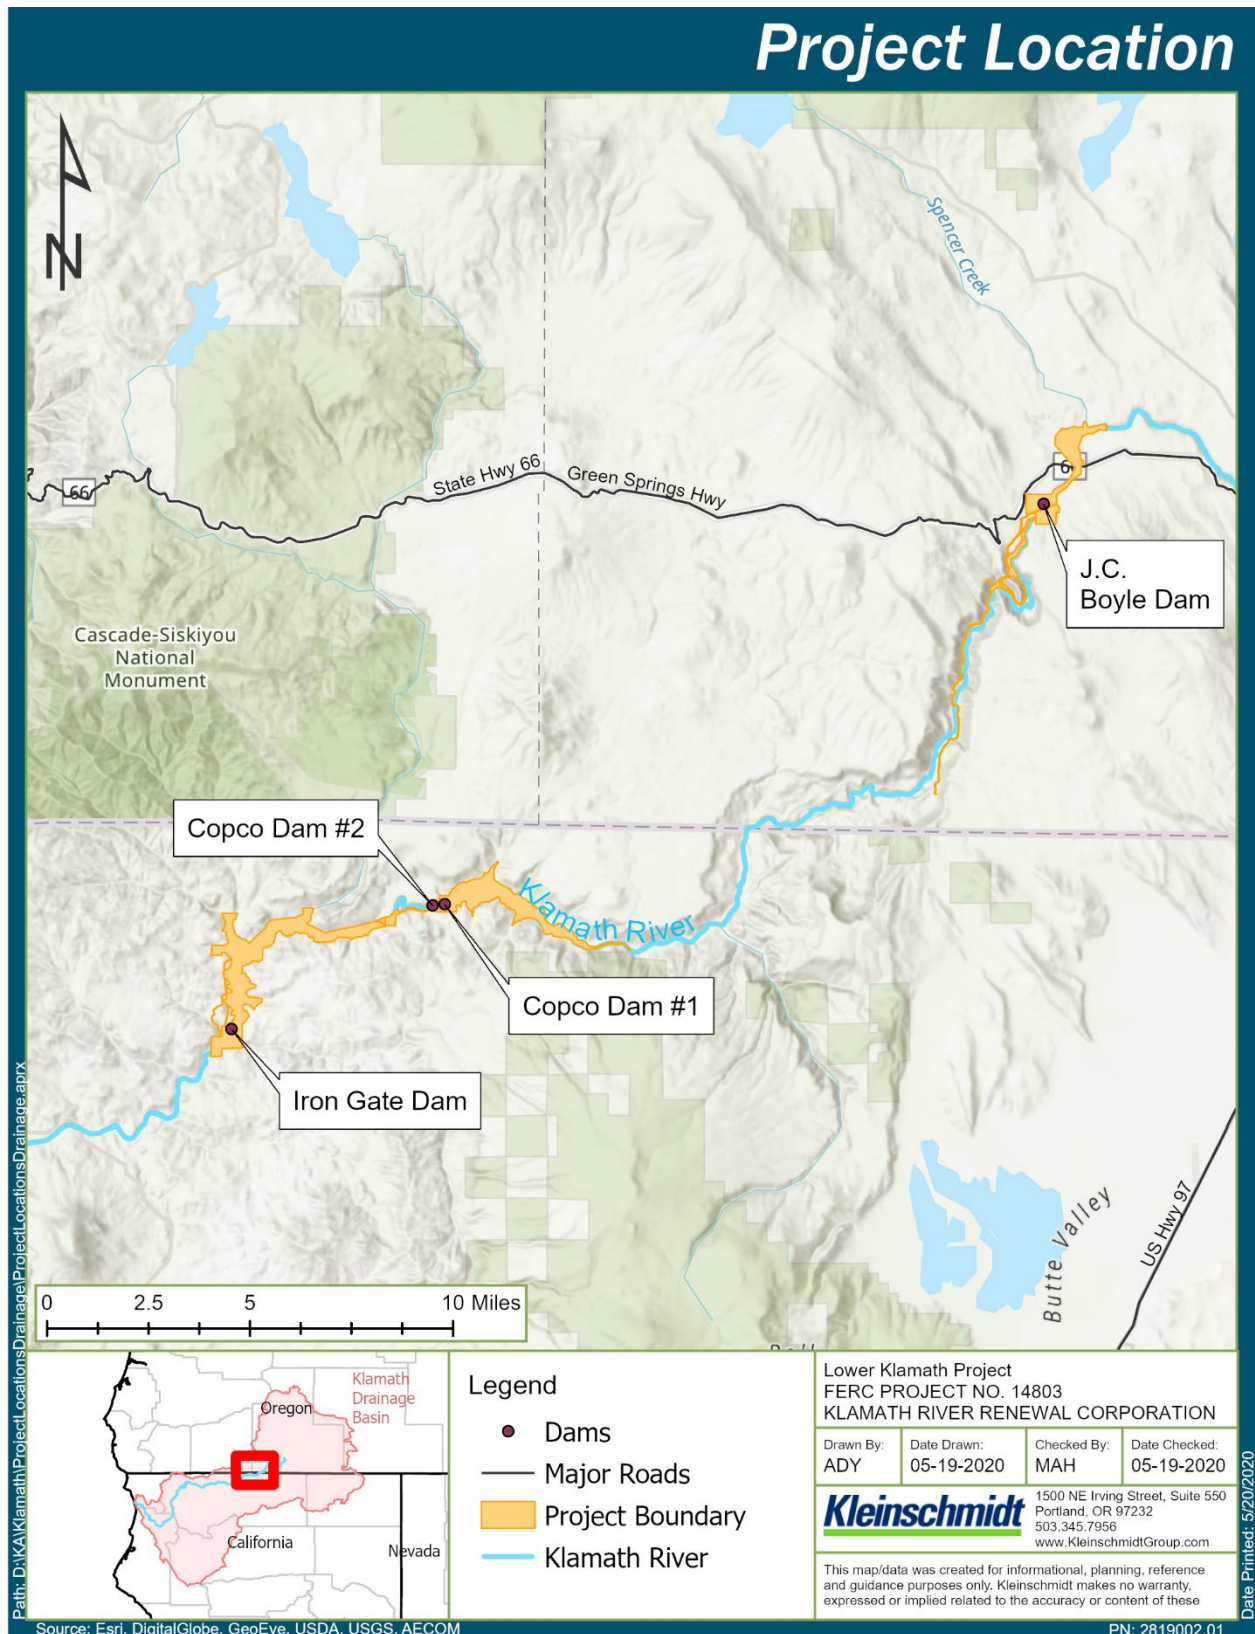 Project Location
N
Spencer Creek
66
State Hwy 66
Green Springs Hwy
6
J.C.
Boyle Dam
Cascade-Siskiyou
National
Monument
Copco Dam #2
Klamath River
Copco Dam #1
Iron Gate Dam
Butte Valley
US Hwy 97
0 2.5 5 10 Miles
Klamath
Drainage
Basin
Oregon
California
Nevada
Legend
Dams
Major Roads
Project Boundary
Klamath River
Lower Klamath Project
FERC PROJECT NO. 14803
KLAMATH RIVER RENEWAL CORPORATION
Drawn By:
ADY
Date Drawn:
05-19-2020
Checked By:
MAH
Date Checked:
05-19-2020
Kleinschmidt
1500 NE Irving Street, Suite 550
Portland, OR 97232
503.345.7956
www.KleinschmidtGroup.com
This map/data was created for informational, planning, reference
and guidance purposes only. Kleinschmidt makes no warranty,
expressed or implied related to the accuracy or content of these
Path: D:\KA\Klamath\ProjectLocationsDrainage\ProjectLocationsDrainage.aprx
Date Printed: 5/20/2020
Source: Esri, DigitalGlobe, GeoEye, USDA, USGS, AECOM
PN: 2819002.01